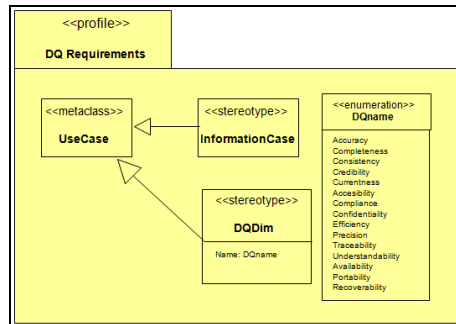 <<profile>>
DQ Requirements
<<metaclass>>
UseCase
<<stereotype>>
InformationCase
<<stereotype>>
DQDim
Name: DQname
<<enumeration>>
DQname
Accuracy
Completeness
Consistency
Credibility
Currentness
Accesibility
Compliance
Confidentiality
Efficiency
Precision
Traceability
Understandability
Availability
Portability
Recoverability